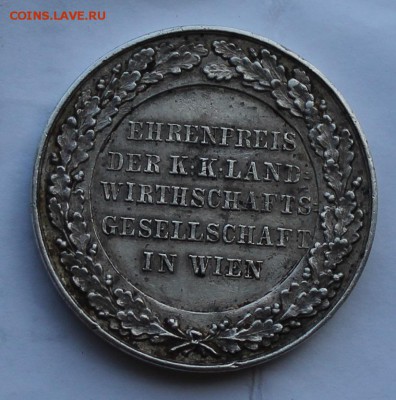 COINS.LAVE.RU
EHRENPREIS
DER K: K: LAND=
WIRTHSCHAFTS=
GESELLSCHAFT
IN WIEN